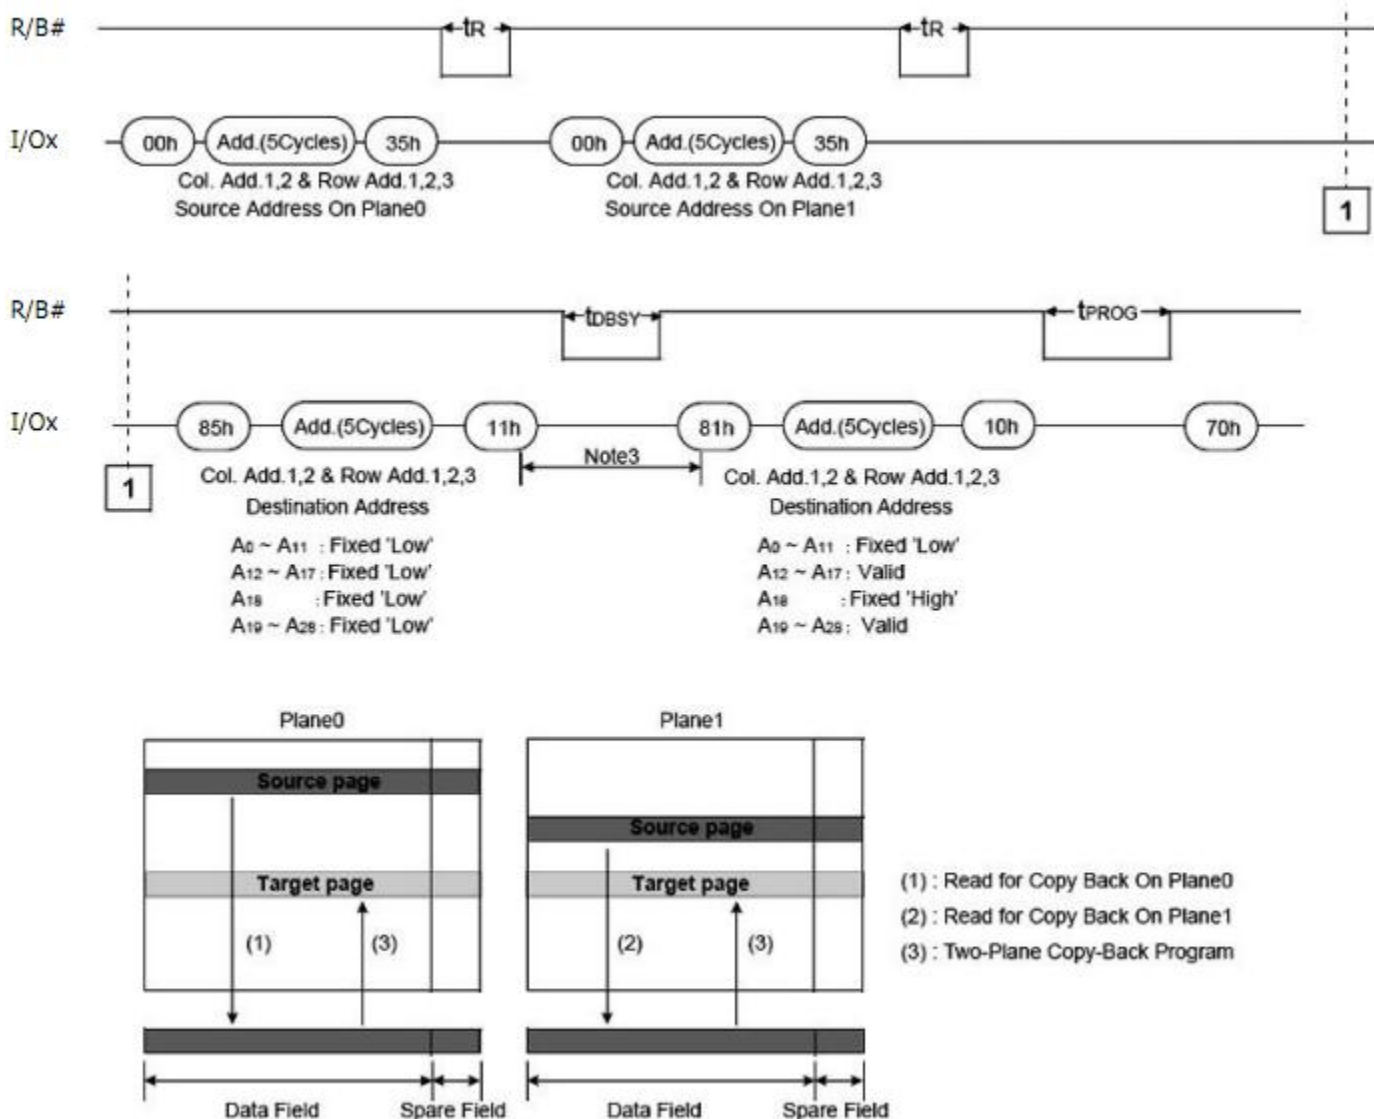 R/B#
tR
tR
I/Ox
00h
Add.(5Cycles)
35h
00h
Add.(5Cycles)
35h
Col. Add.1,2 & Row Add.1,2,3
Source Address On Plane0
Col. Add.1,2 & Row Add.1,2,3
Source Address On Plane1
1
R/B#
tDBSY
tPROG
I/Ox
85h
Add.(5Cycles)
11h
81h
Add.(5Cycles)
10h
70h
Note3
1
Col. Add.1,2 & Row Add.1,2,3
Destination Address
A0 ~ A11 : Fixed 'Low'
A12 ~ A17 : Fixed 'Low'
A18 : Fixed 'Low'
A19 ~ A28 : Fixed 'Low'
Col. Add.1,2 & Row Add.1,2,3
Destination Address
A0 ~ A11 : Fixed 'Low'
A12 ~ A17 : Valid
A18 : Fixed 'High'
A19 ~ A28 : Valid
Plane0
Plane1
Source page
Source page
Target page
Target page
(1)
(3)
(2)
(3)
(1) : Read for Copy Back On Plane0
(2) : Read for Copy Back On Plane1
(3) : Two-Plane Copy-Back Program
Data Field
Spare Field
Data Field
Spare Field